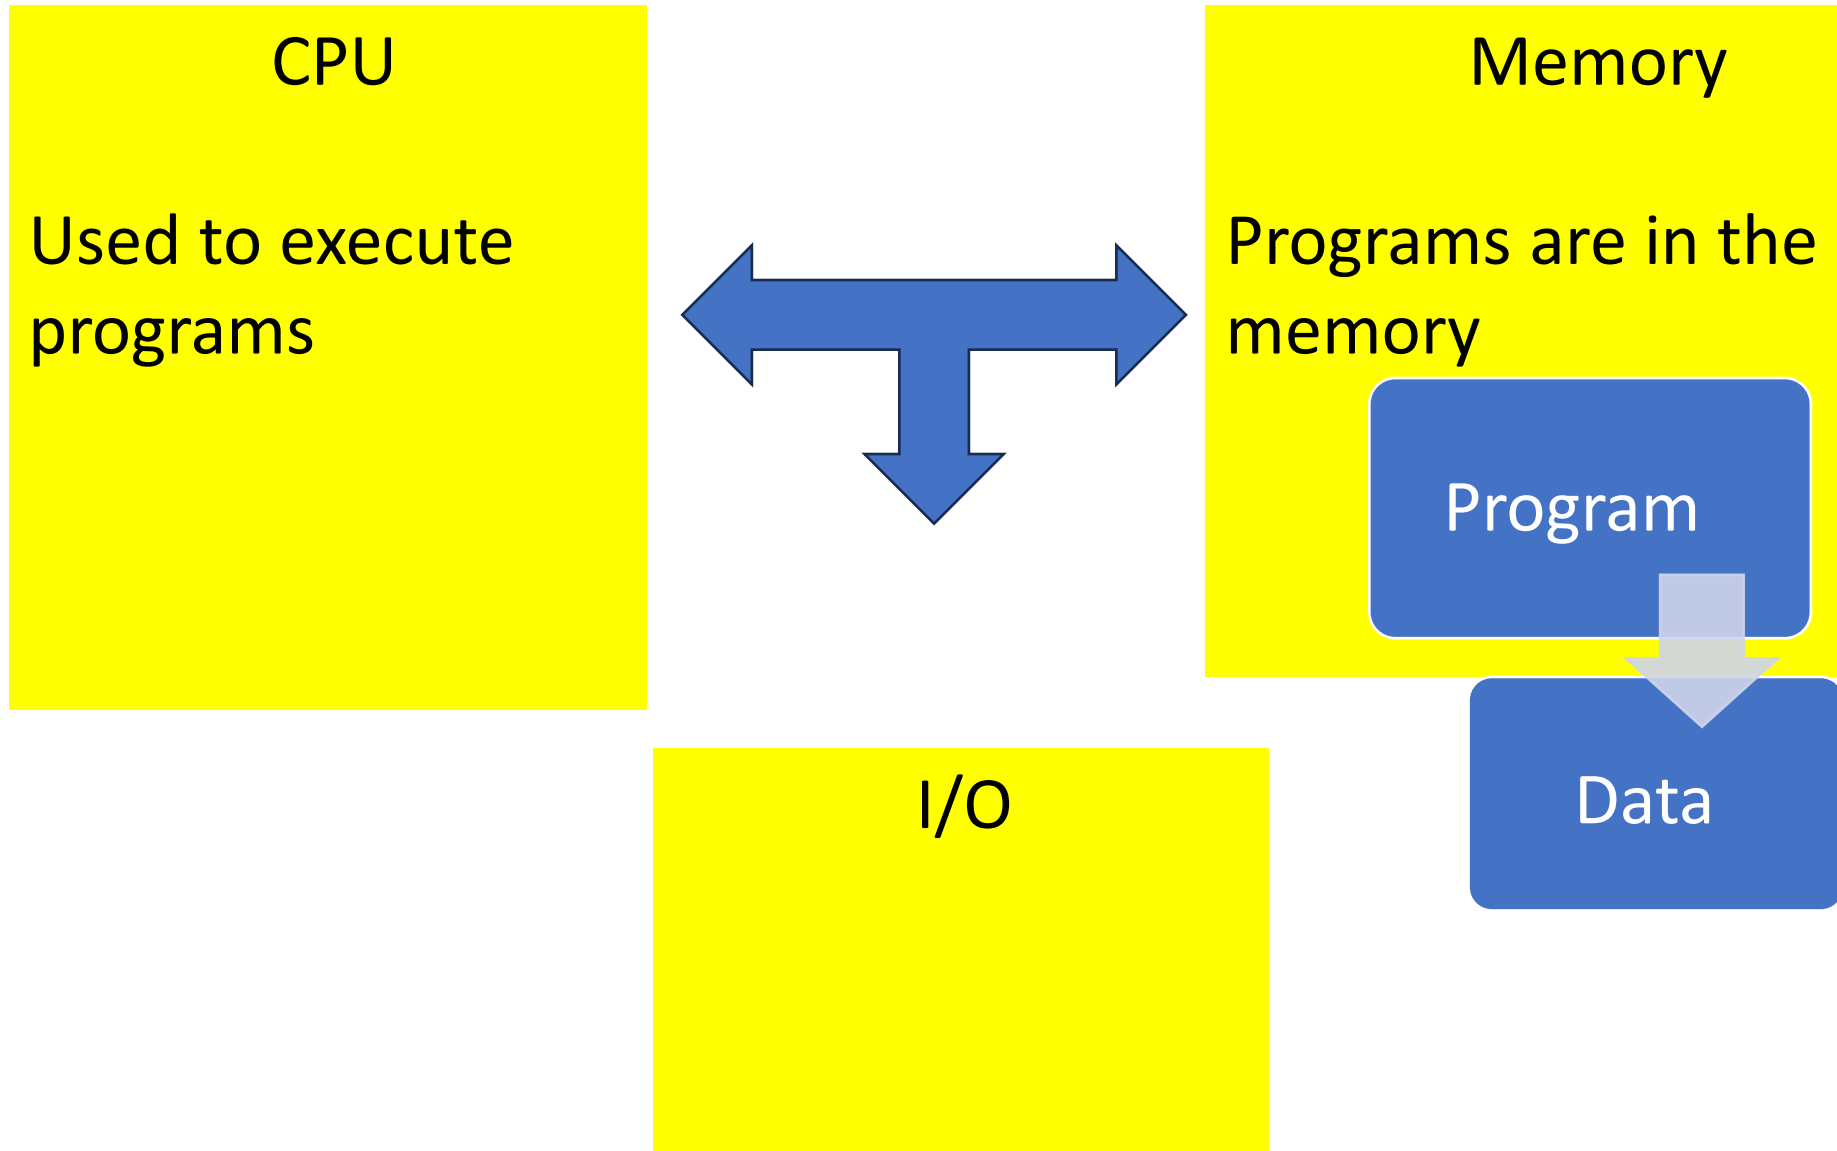 CPU
Used to execute
programs
Memory
Programs are in the
memory
Program
Data
I/O